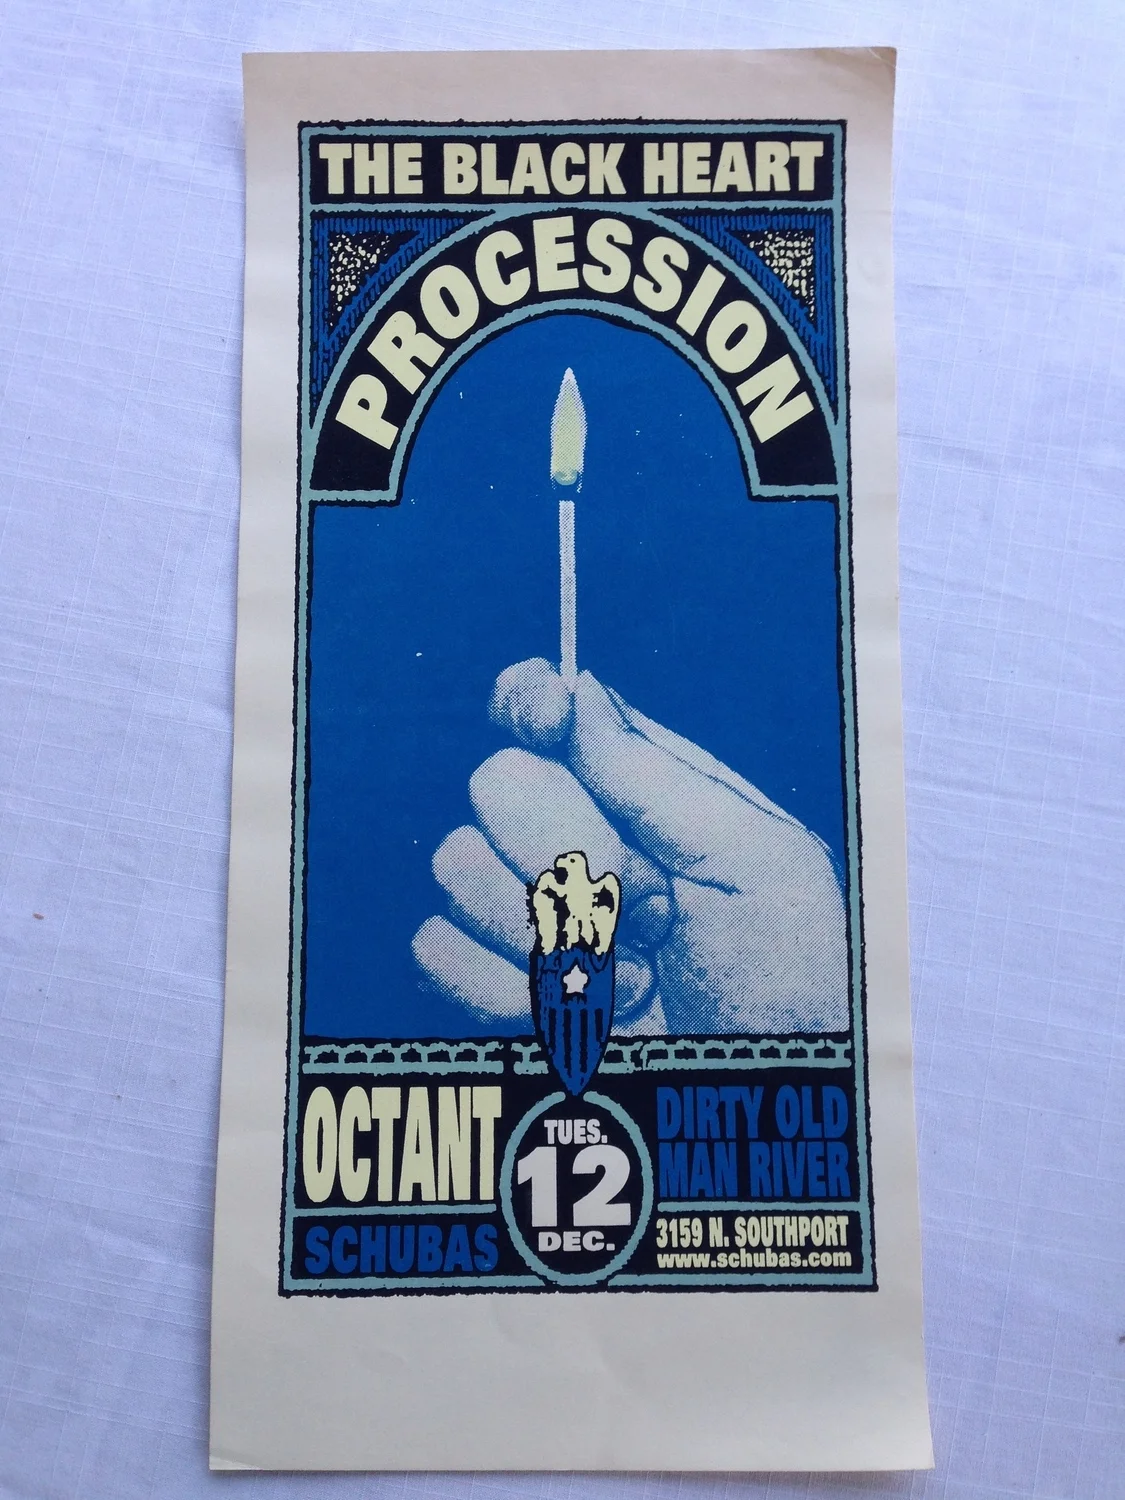 THE BLACK HEART
PROCESSION
OCTANT
SCHUBAS
TUES.
12
DEC.
DIRTY OLD
MAN RIVER
3159 N. SOUTHPORT
www.schubas.com